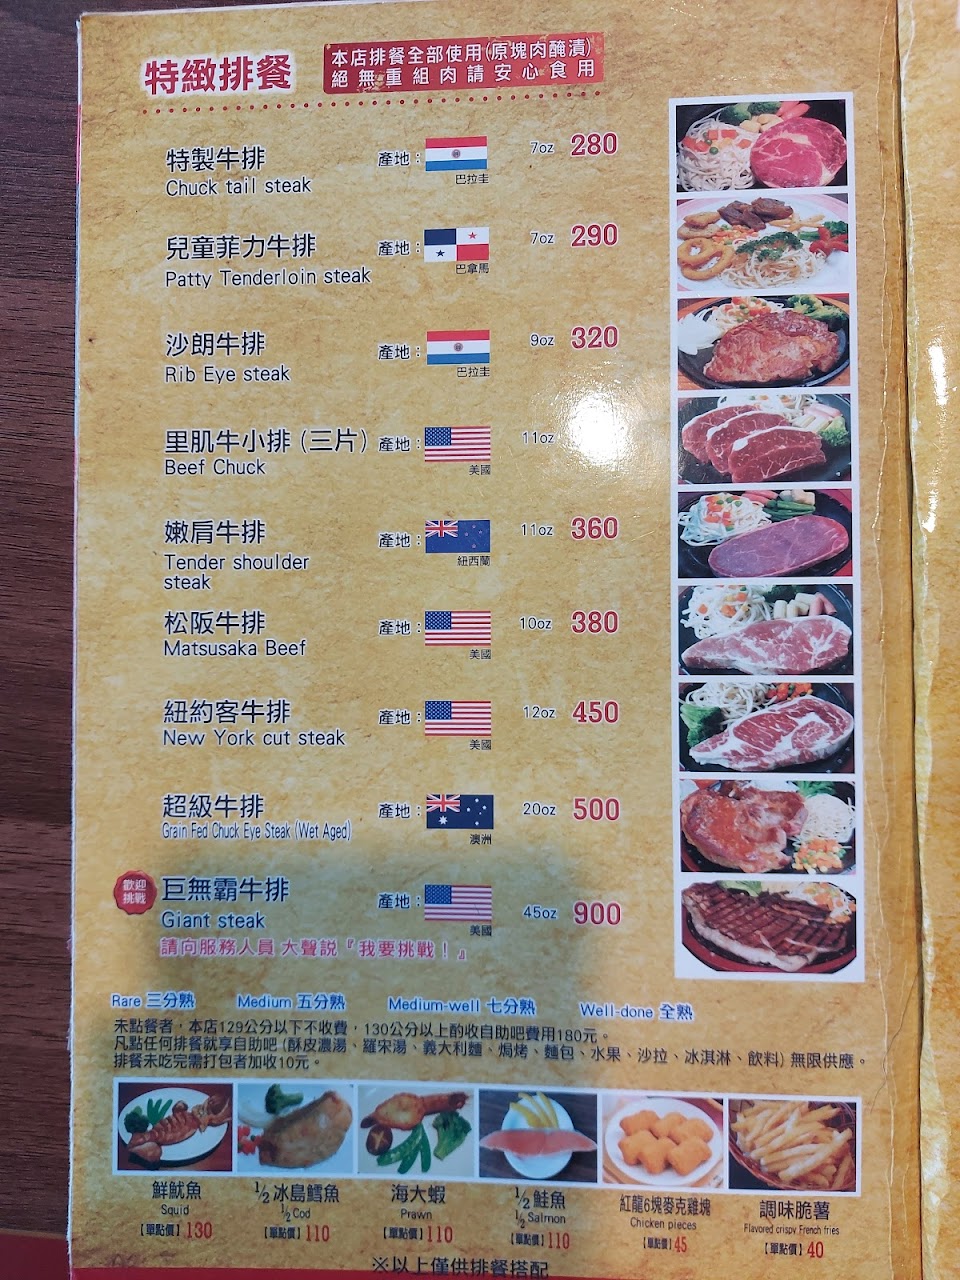 特緻排餐
本店排餐全部使用(原塊肉醃漬)
絕無重組肉請安心食用
特製牛排 產地： 7oz 280
Chuck tail steak 巴拉圭
兒童菲力牛排 產地： 7oz 290
Patty Tenderloin steak 巴拿馬
沙朗牛排 產地： 9oz 320
Rib Eye steak 巴拉圭
里肌牛小排 (三片) 產地： 11oz
Beef Chuck 美國
嫩肩牛排 產地： 11oz 360
Tender shoulder 紐西蘭
steak
松阪牛排 產地： 10oz 380
Matsusaka Beef 美國
紐約客牛排 產地： 12oz 450
New York cut steak 美國
超級牛排 產地： 20oz 500
Grain Fed Chuck Eye Steak (Wet Aged) 澳洲
歡迎
挑戰
巨無霸牛排 產地： 45oz 900
Giant steak 美國
請向服務人員 大聲説『我要挑戰！』
Rare 三分熟 Medium 五分熟 Medium-well 七分熟 Well-done 全熟
未點餐者，本店129公分以下不收費，130公分以上酌收自助吧費用180元。
凡點任何排餐就享自助吧 (酥皮濃湯、羅宋湯、義大利麵、焗烤、麵包、水果、沙拉、冰淇淋、飲料) 無限供應。
排餐未吃完需打包者加收10元。
鮮魷魚
Squid
【單點價】130
1/2冰島鱈魚
1/2 Cod
【單點價】110
海大蝦
Prawn
【單點價】110
1/2鮭魚
1/2 Salmon
【單點價】110
紅龍6塊麥克雞塊
Chicken pieces
【單點價】45
調味脆薯
Flavored crispy French fries
【單點價】40
※以上僅供排餐搭配